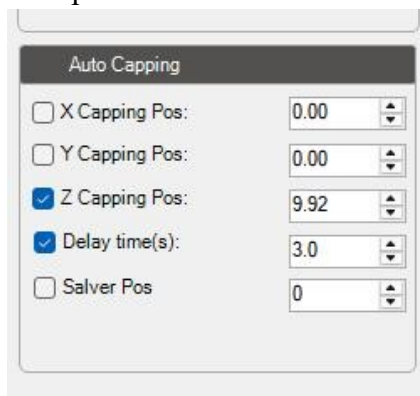 Auto Capping
X Capping Pos: 0.00
Y Capping Pos: 0.00
Z Capping Pos: 9.92
Delay time(s): 3.0
Salver Pos 0